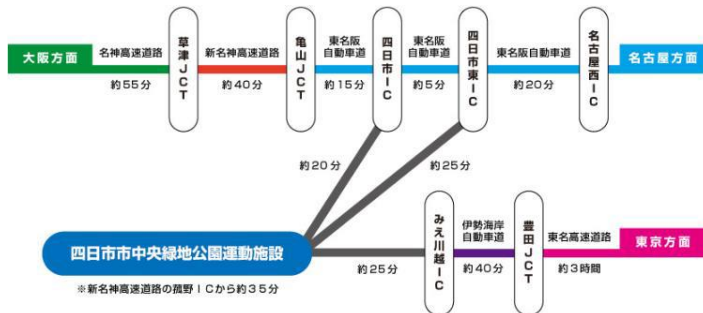 大阪方面
名神高速道路
約55分
草津JCT
新名神高速道路
約40分
亀山JCT
東名阪
自動車道
約15分
四日市IC
東名阪
自動車道
約5分
四日市東IC
東名阪自動車道
約20分
名古屋西IC
名古屋方面
約20分
約25分
四日市市中央緑地公園運動施設
※新名神高速道路の菰野ICから約35分
約25分
みえ川越IC
伊勢海岸
自動車道
約40分
豊田JCT
東名高速道路
約3時間
東京方面